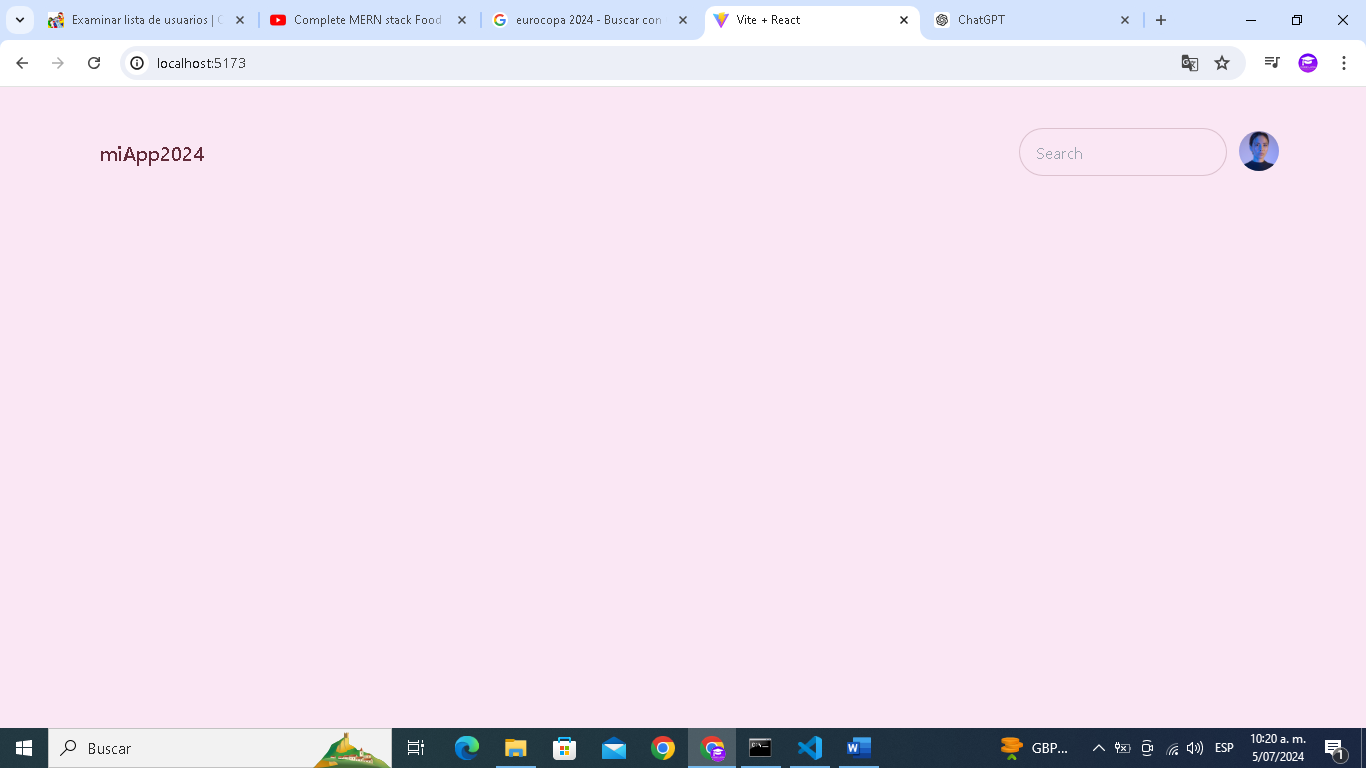 Examinar lista de usuarios |
Complete MERN stack Food
eurocopa 2024 - Buscar con
Vite + React
ChatGPT
localhost:5173
miApp2024
Search
Buscar
GBP...
ESP
10:20 a. m.
5/07/2024
1